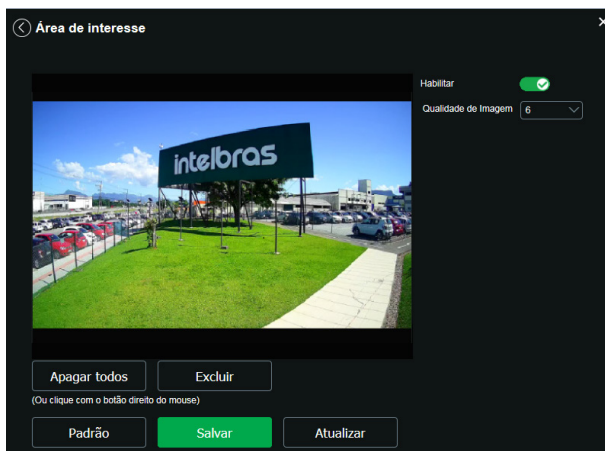 Área de interesse
Habilitar
Qualidade de Imagem 6
intelbras
Apagar todos Excluir
(Ou clique com o botão direito do mouse)
Padrão Salvar Atualizar